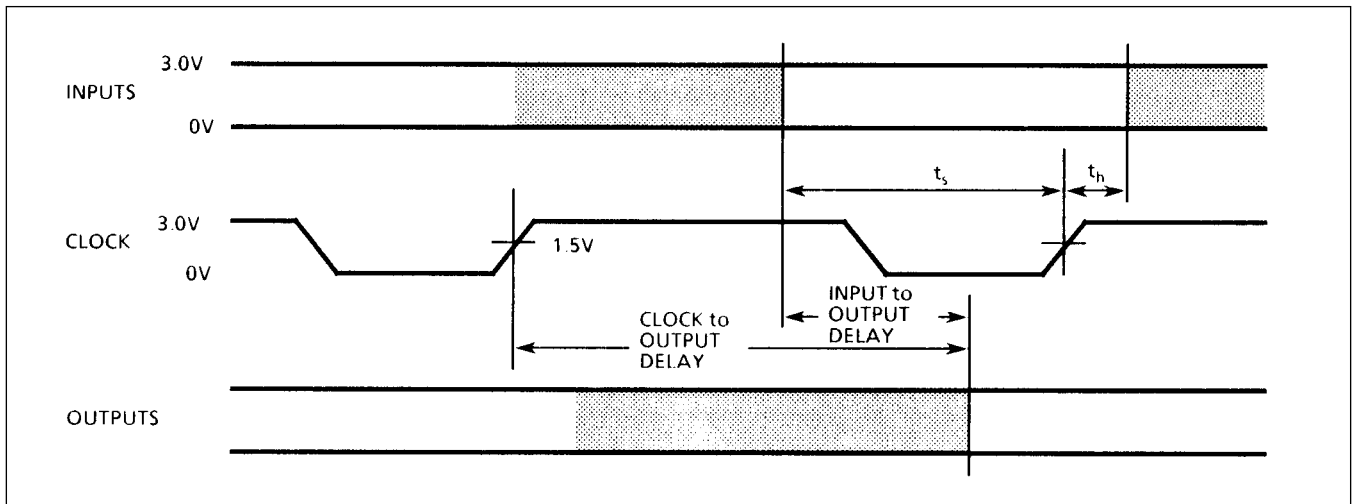 3.0V
INPUTS
0V
t_s
t_h
3.0V
CLOCK
1.5V
0V
INPUT to
OUTPUT
DELAY
CLOCK to
OUTPUT
DELAY
OUTPUTS